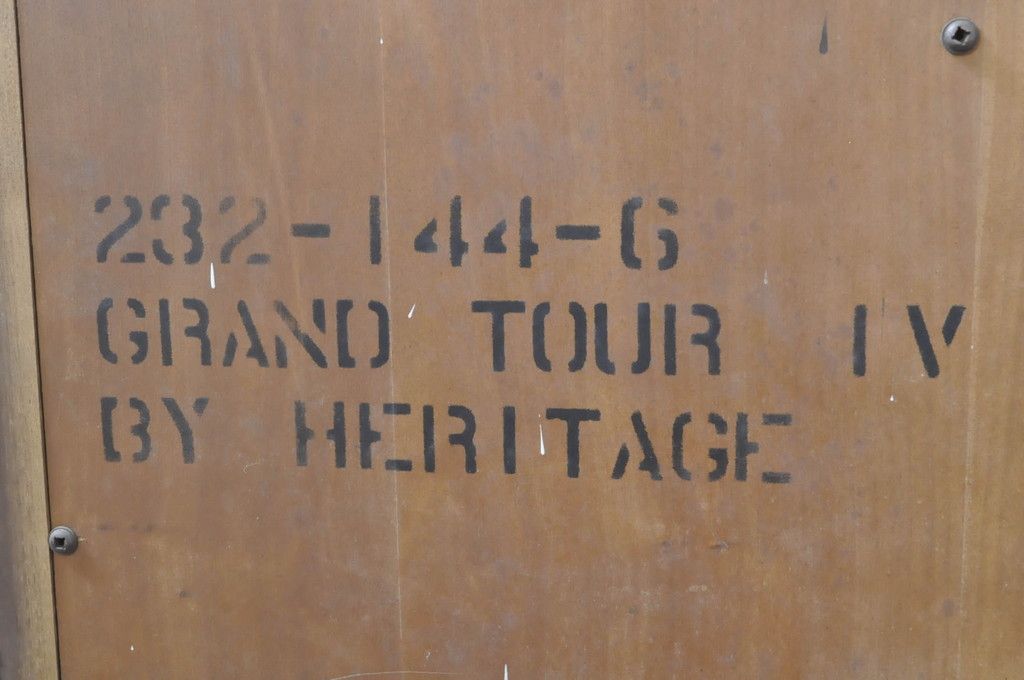 232-144-6
GRAND TOUR IV
BY HERITAGE